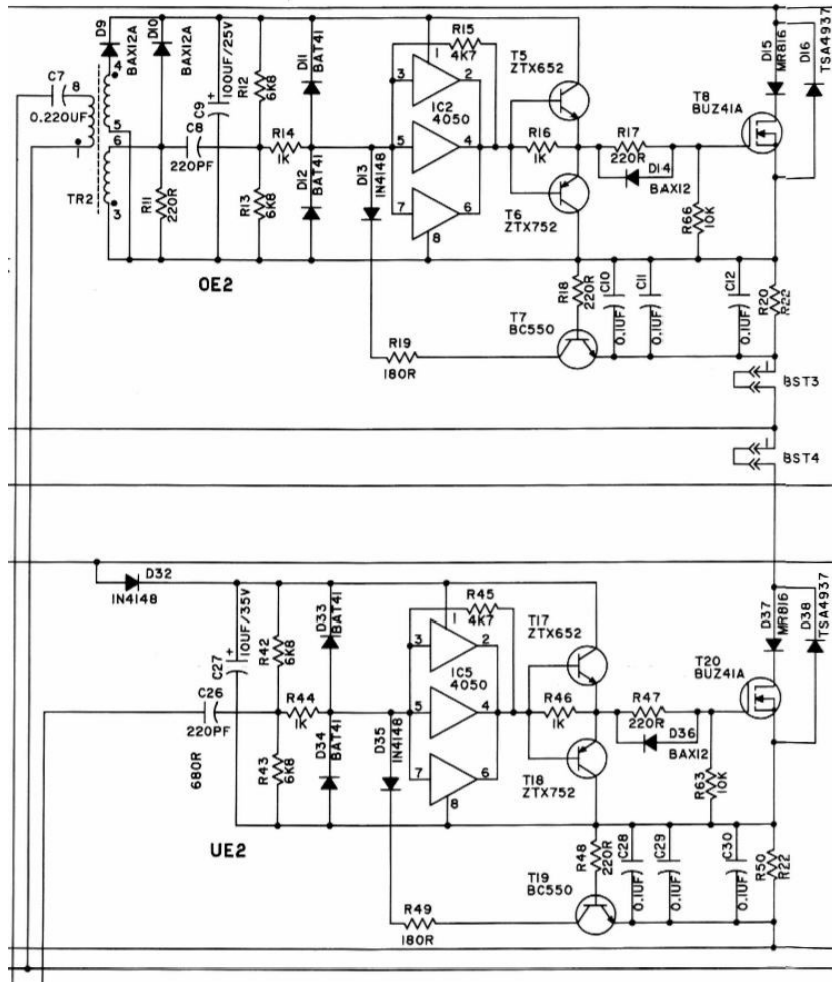 D9
BAX12A
D10
BAX12A
100UF/25V
C9
R12
6K8
D11
BAT41
R15
4K7
T5
ZTX652
D15
MR816
D16
TSA4937
C7
8
0.220UF
1
4
5
6
3
TR2
C8
220PF
R14
1K
R11
220R
R13
6K8
D12
BAT41
D13
IN4148
1
3
2
IC2
4050
5
4
7
6
8
R16
1K
T6
ZTX752
R17
220R
D14
BAX12
T8
BUZ41A
R66
10K
OE2
R18
220R
C10
0.1UF
C11
0.1UF
C12
0.1UF
R20
R22
T7
BC550
R19
180R
1
BST3
1
BST4
D32
IN4148
10UF/35V
C27
R42
6K8
D33
BAT41
R45
4K7
T17
ZTX652
D37
MR816
D38
TSA4937
C26
220PF
680R
R44
1K
R43
6K8
D34
BAT41
D35
IN4148
1
3
2
IC5
4050
5
4
7
6
8
R46
1K
T18
ZTX752
R47
220R
D36
BAX12
T20
BUZ41A
R63
10K
UE2
R48
220R
C28
0.1UF
C29
0.1UF
C30
0.1UF
R50
R22
T19
BC550
R49
180R